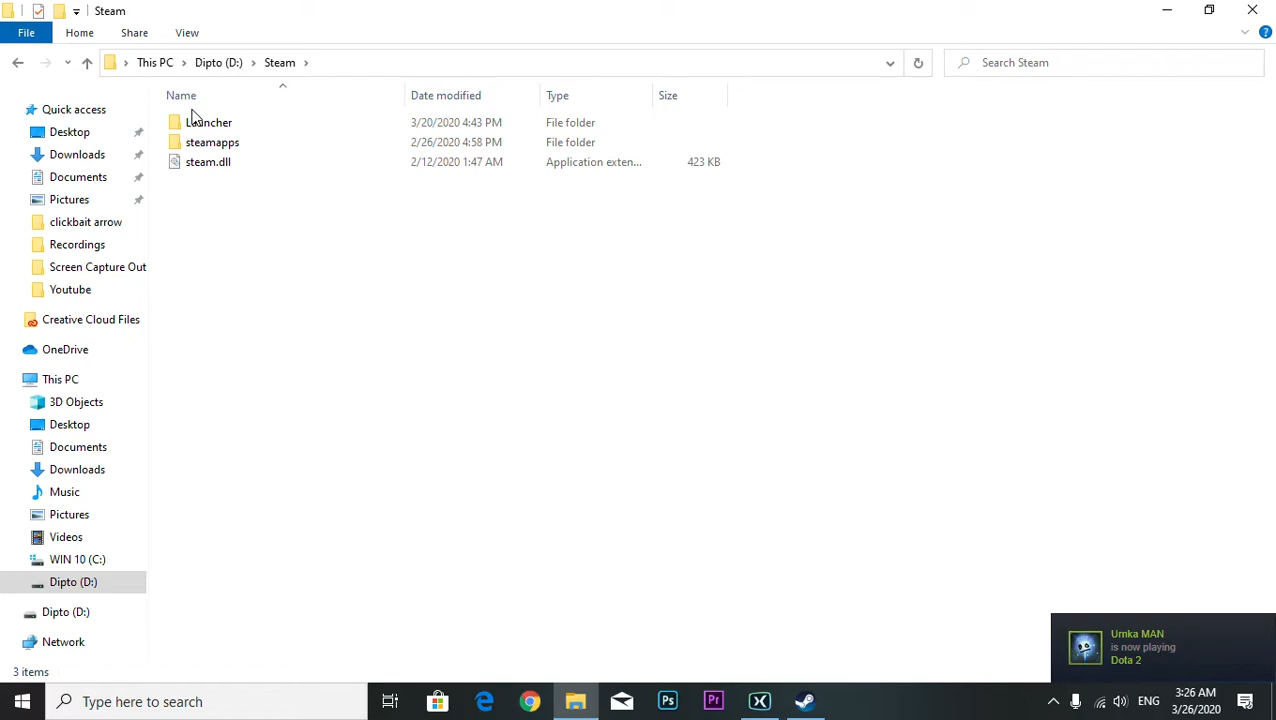 Steam
File Home Share View
This PC Dipto (D:) Steam
Search Steam
Name Date modified Type Size
Launcher 3/20/2020 4:43 PM File folder
steamapps 2/26/2020 4:58 PM File folder
steam.dll 2/12/2020 1:47 AM Application exten... 423 KB
Quick access
Desktop
Downloads
Documents
Pictures
clickbait arrow
Recordings
Screen Capture Out
Youtube
Creative Cloud Files
OneDrive
This PC
3D Objects
Desktop
Documents
Downloads
Music
Pictures
Videos
WIN 10 (C:)
Dipto (D:)
Dipto (D:)
Network
3 items
Urnka MAN
is now playing
Dota 2
Type here to search
Ps
Pr
ENG
3:26 AM
3/26/2020